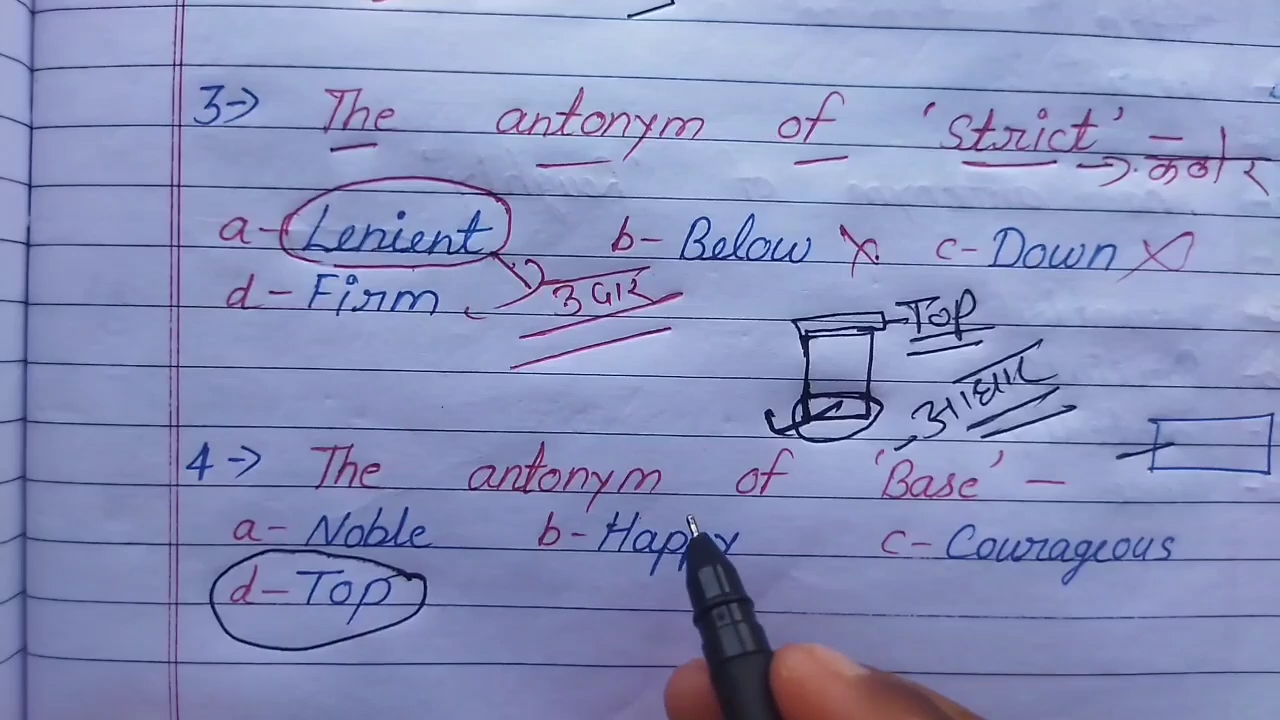 3→ The antonym of 'Strict' –
→ कठोर
a- Lenient b- Below × c- Down ×
d- Firm
उदार
Top
आधार
4→ The antonym of 'Base' –
a- Noble b- Happy c- Courageous
d- Top